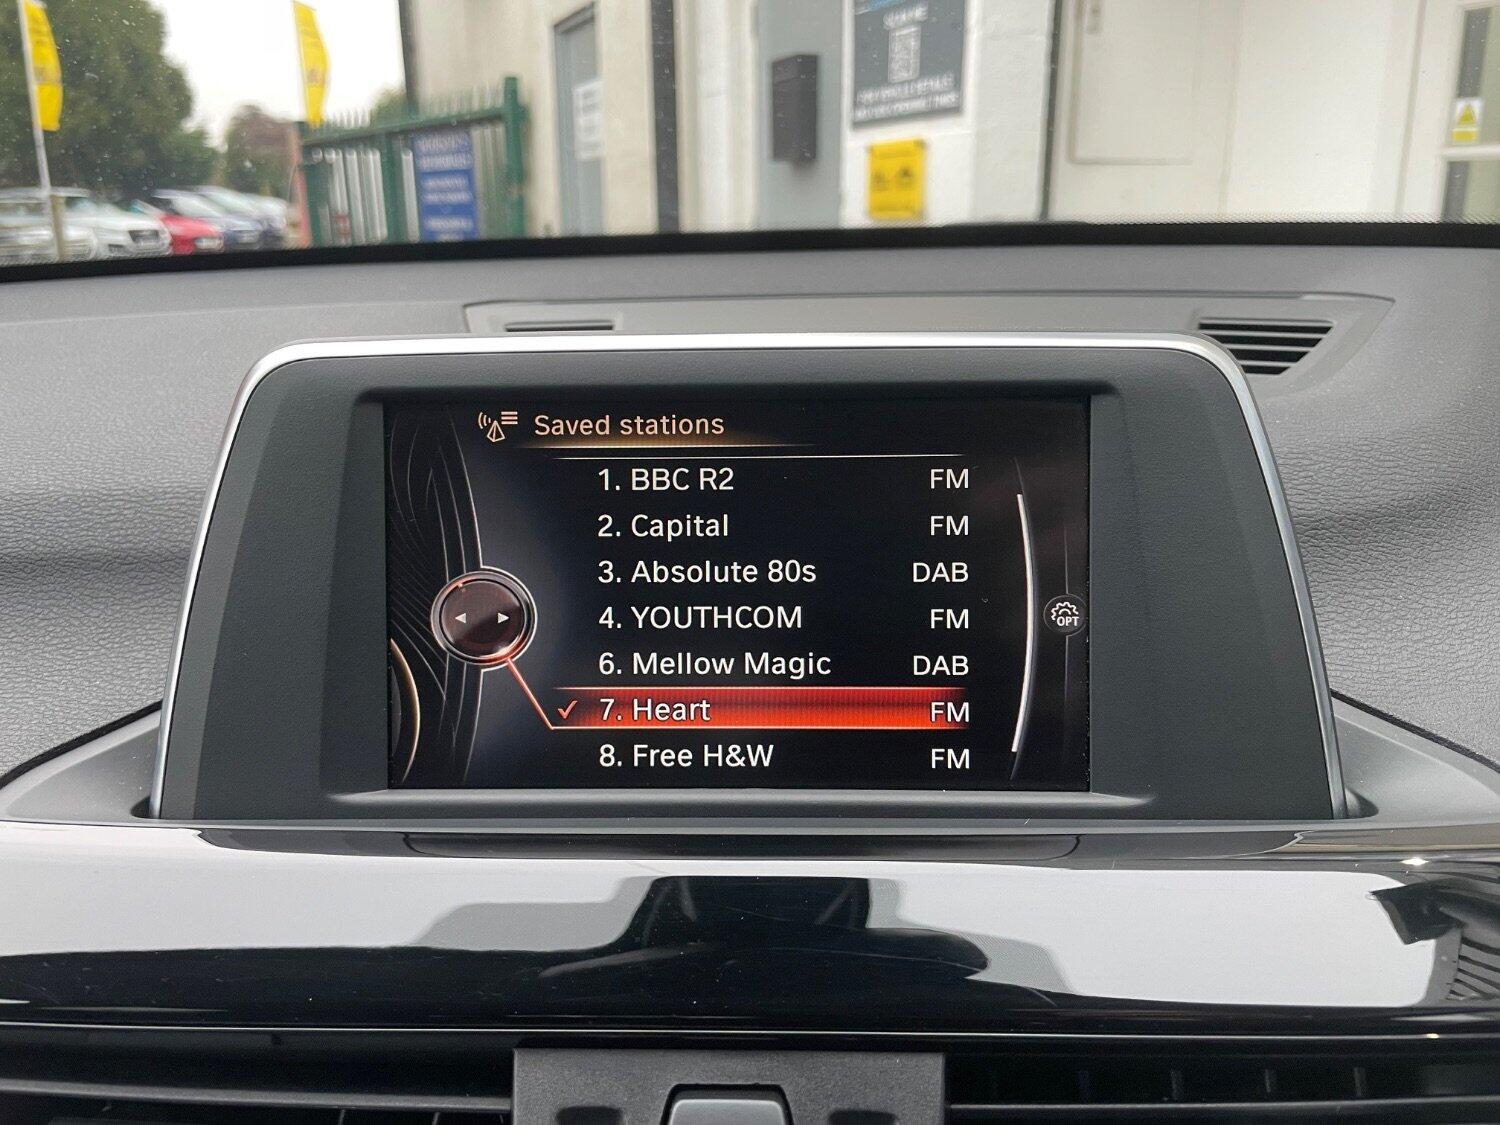 Saved stations
1. BBC R2 FM
2. Capital FM
3. Absolute 80s DAB
4. YOUTHCOM FM
6. Mellow Magic DAB
7. Heart FM
8. Free H&W FM
OPT